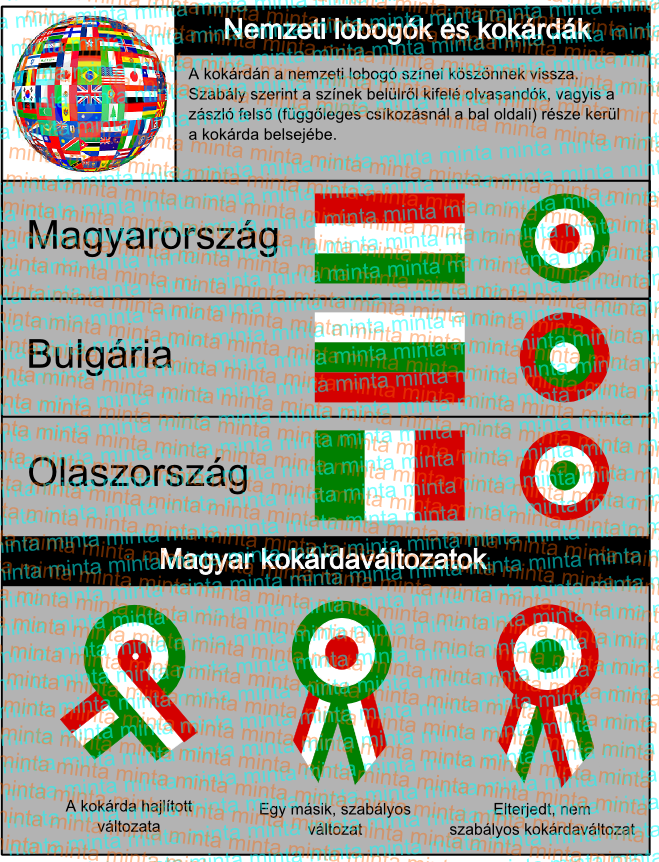 Nemzeti lobogók és kokárdák
A kokárdán a nemzeti lobogó színei köszönnek vissza.
Szabály szerint a színek belülről kifelé olvasandók, vagyis a
zászló felső (függőleges csíkozásnál a bal oldali) része kerül
a kokárda belsejébe.
Magyarország
Bulgária
Olaszország
Magyar kokárdaváltozatok
A kokárda hajlított
változata
Egy másik, szabályos
változat
Elterjedt, nem
szabályos kokárdaváltozat